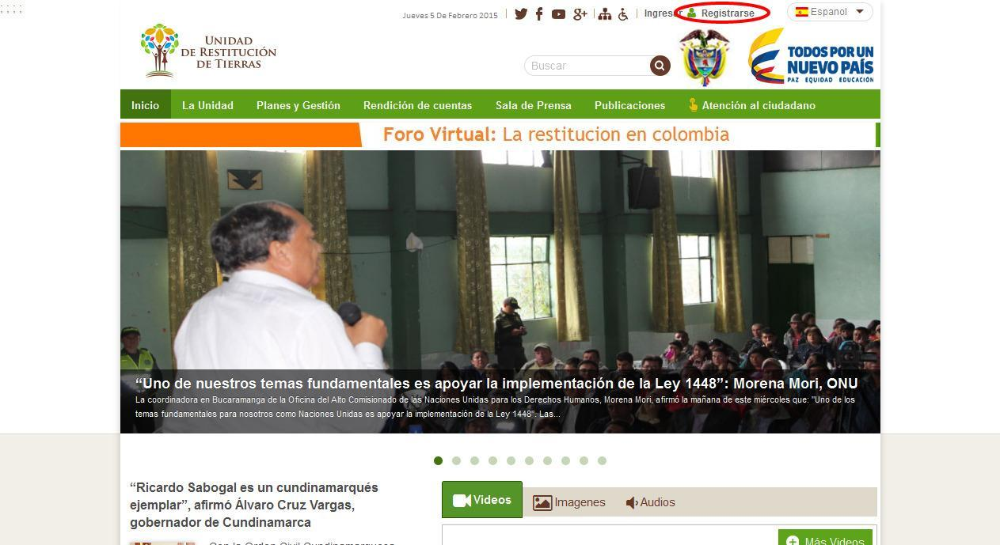 ; ; ; ;
Jueves 5 De Febrero 2015
Ingresar
Registrarse
Espanol
UNIDAD
DE RESTITUCIÓN
DE TIERRAS
Buscar
TODOS POR UN
NUEVO PAÍS
PAZ EQUIDAD EDUCACIÓN
Inicio La Unidad Planes y Gestión Rendición de cuentas Sala de Prensa Publicaciones Atención al ciudadano
Foro Virtual: La restitucion en colombia
“Uno de nuestros temas fundamentales es apoyar la implementación de la Ley 1448”: Morena Mori, ONU
La coordinadora en Bucaramanga de la Oficina del Alto Comisionado de las Naciones Unidas para los Derechos Humanos, Morena Mori, afirmó la mañana de este miércoles que: "Uno de los
temas fundamentales para nosotros como Naciones Unidas es apoyar la implementación de la Ley 1448". Las...
“Ricardo Sabogal es un cundinamarqués
ejemplar”, afirmó Álvaro Cruz Vargas,
gobernador de Cundinamarca
Con la Orden Civil Cundinamarquesa
Videos Imagenes Audios
Más Videos